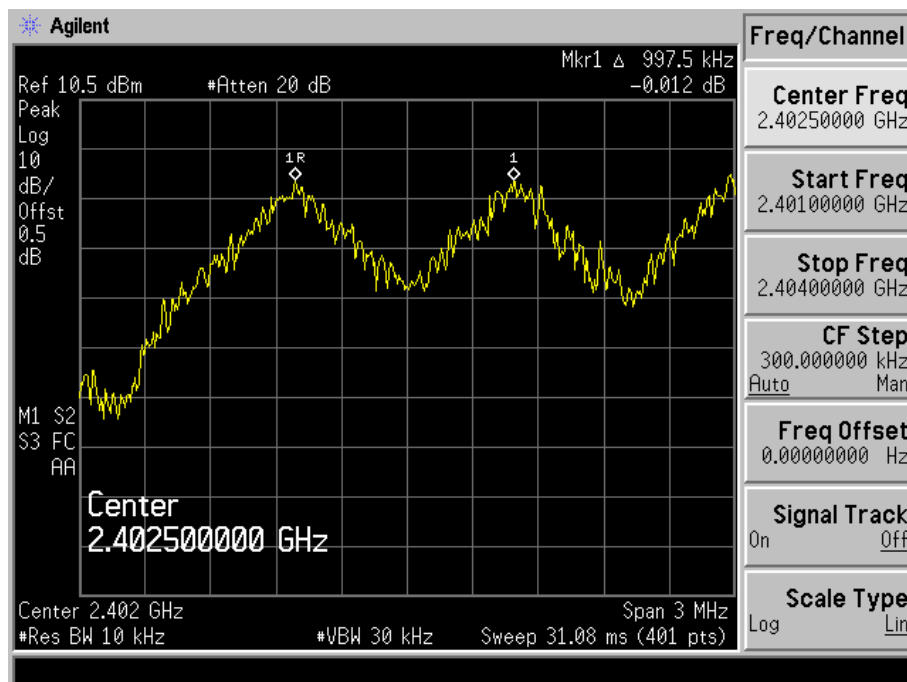 Agilent
Freq/Channel
Mkr1 Δ 997.5 kHz
Ref 10.5 dBm #Atten 20 dB -0.012 dB
Peak
Log
10
dB/
Offst
0.5
dB
1R
1
M1 S2
S3 FC
AA
Center
2.402500000 GHz
Center 2.402 GHz Span 3 MHz
#Res BW 10 kHz #VBW 30 kHz Sweep 31.08 ms (401 pts)
Center Freq
2.40250000 GHz
Start Freq
2.40100000 GHz
Stop Freq
2.40400000 GHz
CF Step
300.000000 kHz
Auto Man
Freq Offset
0.00000000 Hz
Signal Track
On Off
Scale Type
Log Lin